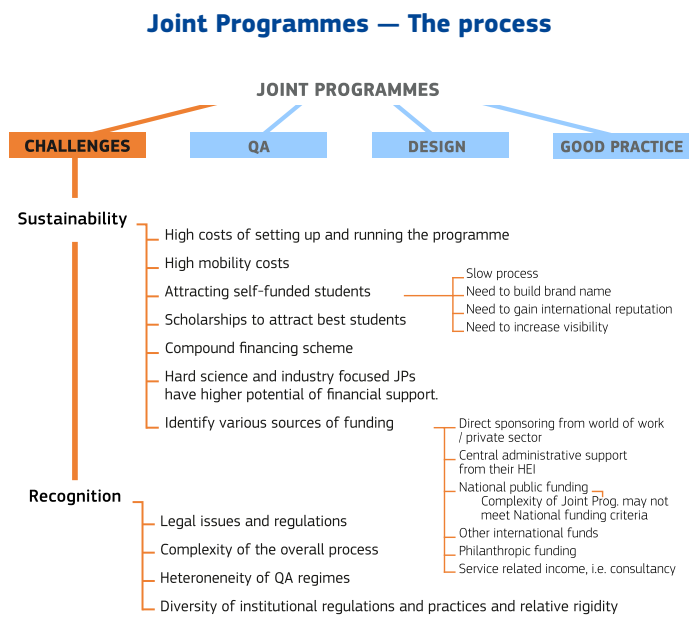 Joint Programmes — The process
JOINT PROGRAMMES
CHALLENGES
QA
DESIGN
GOOD PRACTICE
Sustainability
High costs of setting up and running the programme
High mobility costs
Attracting self-funded students
Slow process
Need to build brand name
Need to gain international reputation
Need to increase visibility
Scholarships to attract best students
Compound financing scheme
Hard science and industry focused JPs
have higher potential of financial support.
Identify various sources of funding
Direct sponsoring from world of work
/ private sector
Central administrative support
from their HEI
National public funding
Complexity of Joint Prog. may not
meet National funding criteria
Other international funds
Philanthropic funding
Service related income, i.e. consultancy
Recognition
Legal issues and regulations
Complexity of the overall process
Heteroneneity of QA regimes
Diversity of institutional regulations and practices and relative rigidity